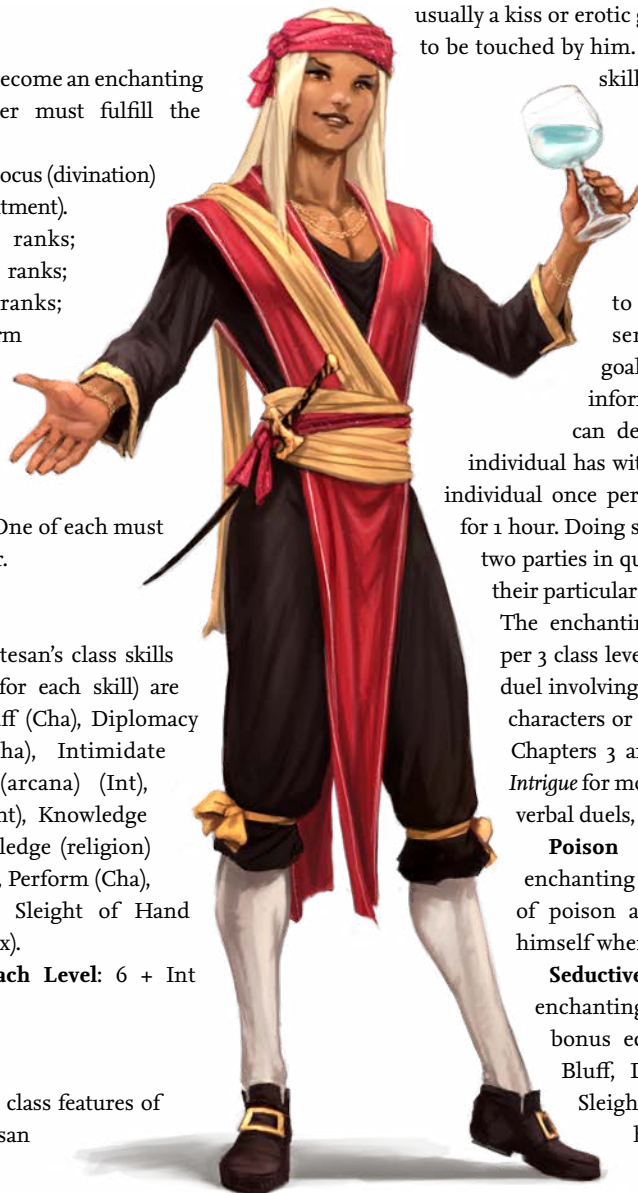 ecome an enchanting
er must fulfill the
ocus (divination)
tment).
ranks;
ranks;
ranks;
rm
One of each must
r.
tesan's class skills
for each skill) are
ff (Cha), Diplomacy
ha), Intimidate
(arcana) (Int),
nt), Knowledge
ledge (religion)
, Perform (Cha),
Sleight of Hand
x).
ach Level: 6 + Int
class features of
san
usually a kiss or erotic g
to be touched by him.
skill
to
ser
goal
infor
can de
individual has wit
individual once per
for 1 hour. Doing s
two parties in qu
their particular
The enchantin
per 3 class leve
duel involving
characters or
Chapters 3 a
Intrigue for mo
verbal duels,
Poison
enchanting
of poison a
himself whe
Seductive
enchanting
bonus eq
Bluff, D
Sleigh